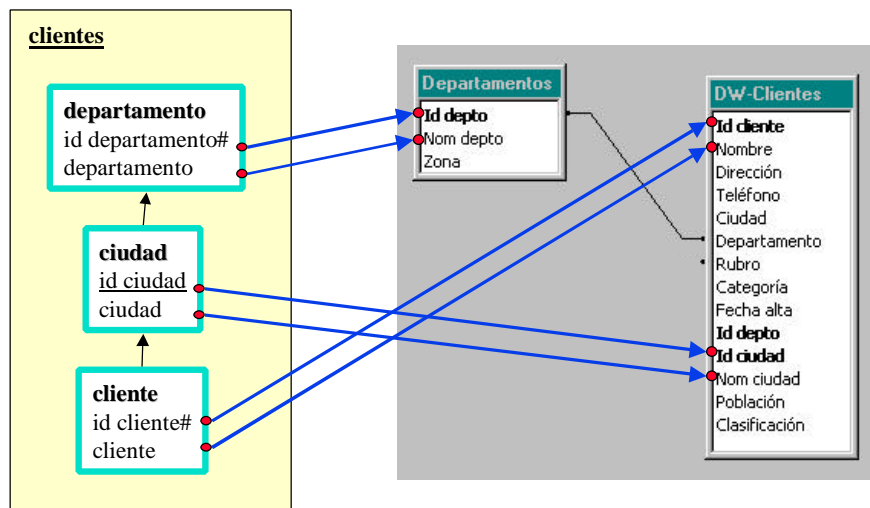 clientes
departamento
id departamento#
departamento
ciudad
id ciudad
ciudad
cliente
id cliente#
cliente
Departamentos
Id depto
Nom depto
Zona
DW-Clientes
Id cliente
Nombre
Dirección
Teléfono
Ciudad
Departamento
Rubro
Categoría
Fecha alta
Id depto
Id ciudad
Nom ciudad
Población
Clasificación